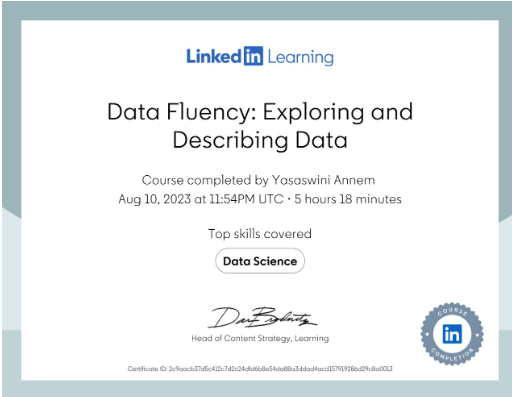 Linked in Learning
Data Fluency: Exploring and
Describing Data
Course completed by Yasaswini Annem
Aug 10, 2023 at 11:54PM UTC • 5 hours 18 minutes
Top skills covered
Data Science
Head of Content Strategy, Learning
COURSE
in
COMPLETION
Certificate ID: